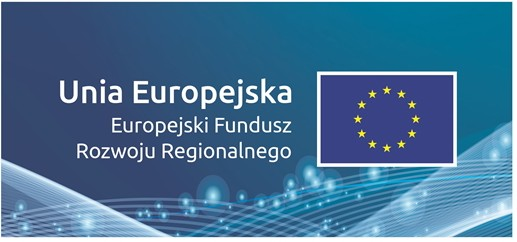 Unia Europejska
Europejski Fundusz
Rozwoju Regionalnego